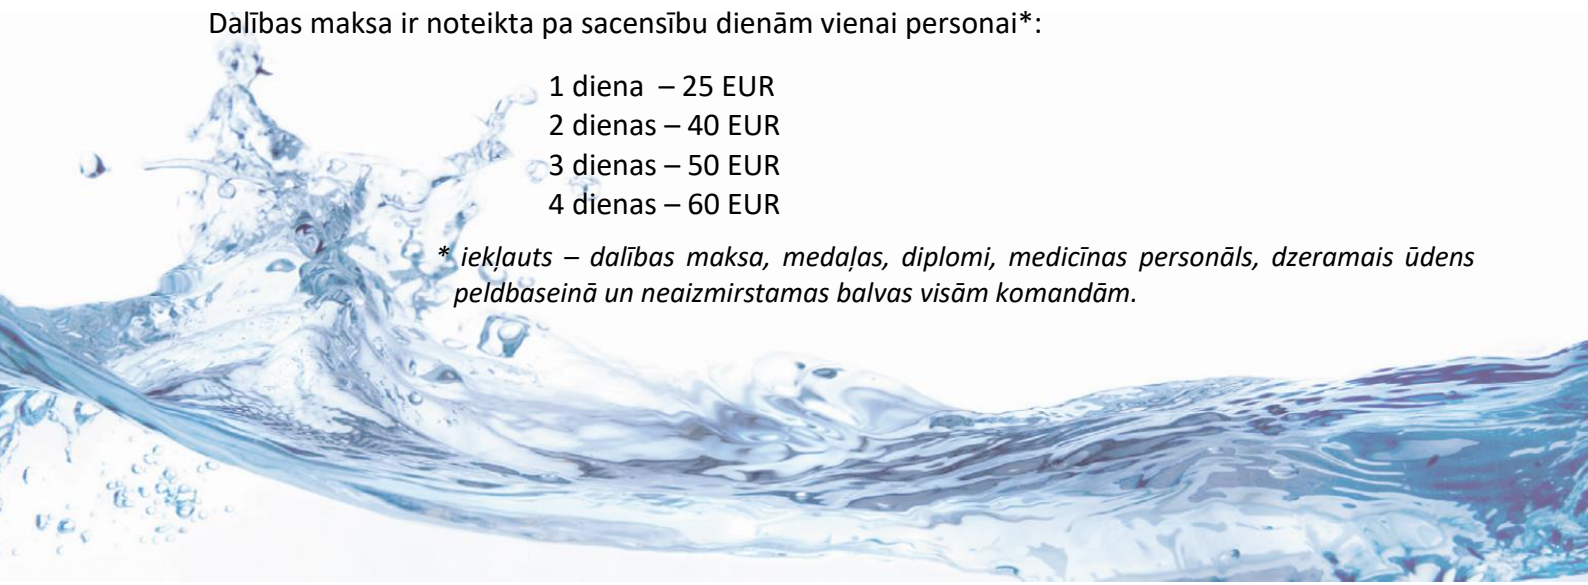 Dalības maksa ir noteikta pa sacensību dienām vienai personai*:
1 diena – 25 EUR
2 dienas – 40 EUR
3 dienas – 50 EUR
4 dienas – 60 EUR
* iekļauts – dalības maksa, medaļas, diplomi, medicīnas personāls, dzeramais ūdens
peldbaseinā un neaizmirstamas balvas visām komandām.